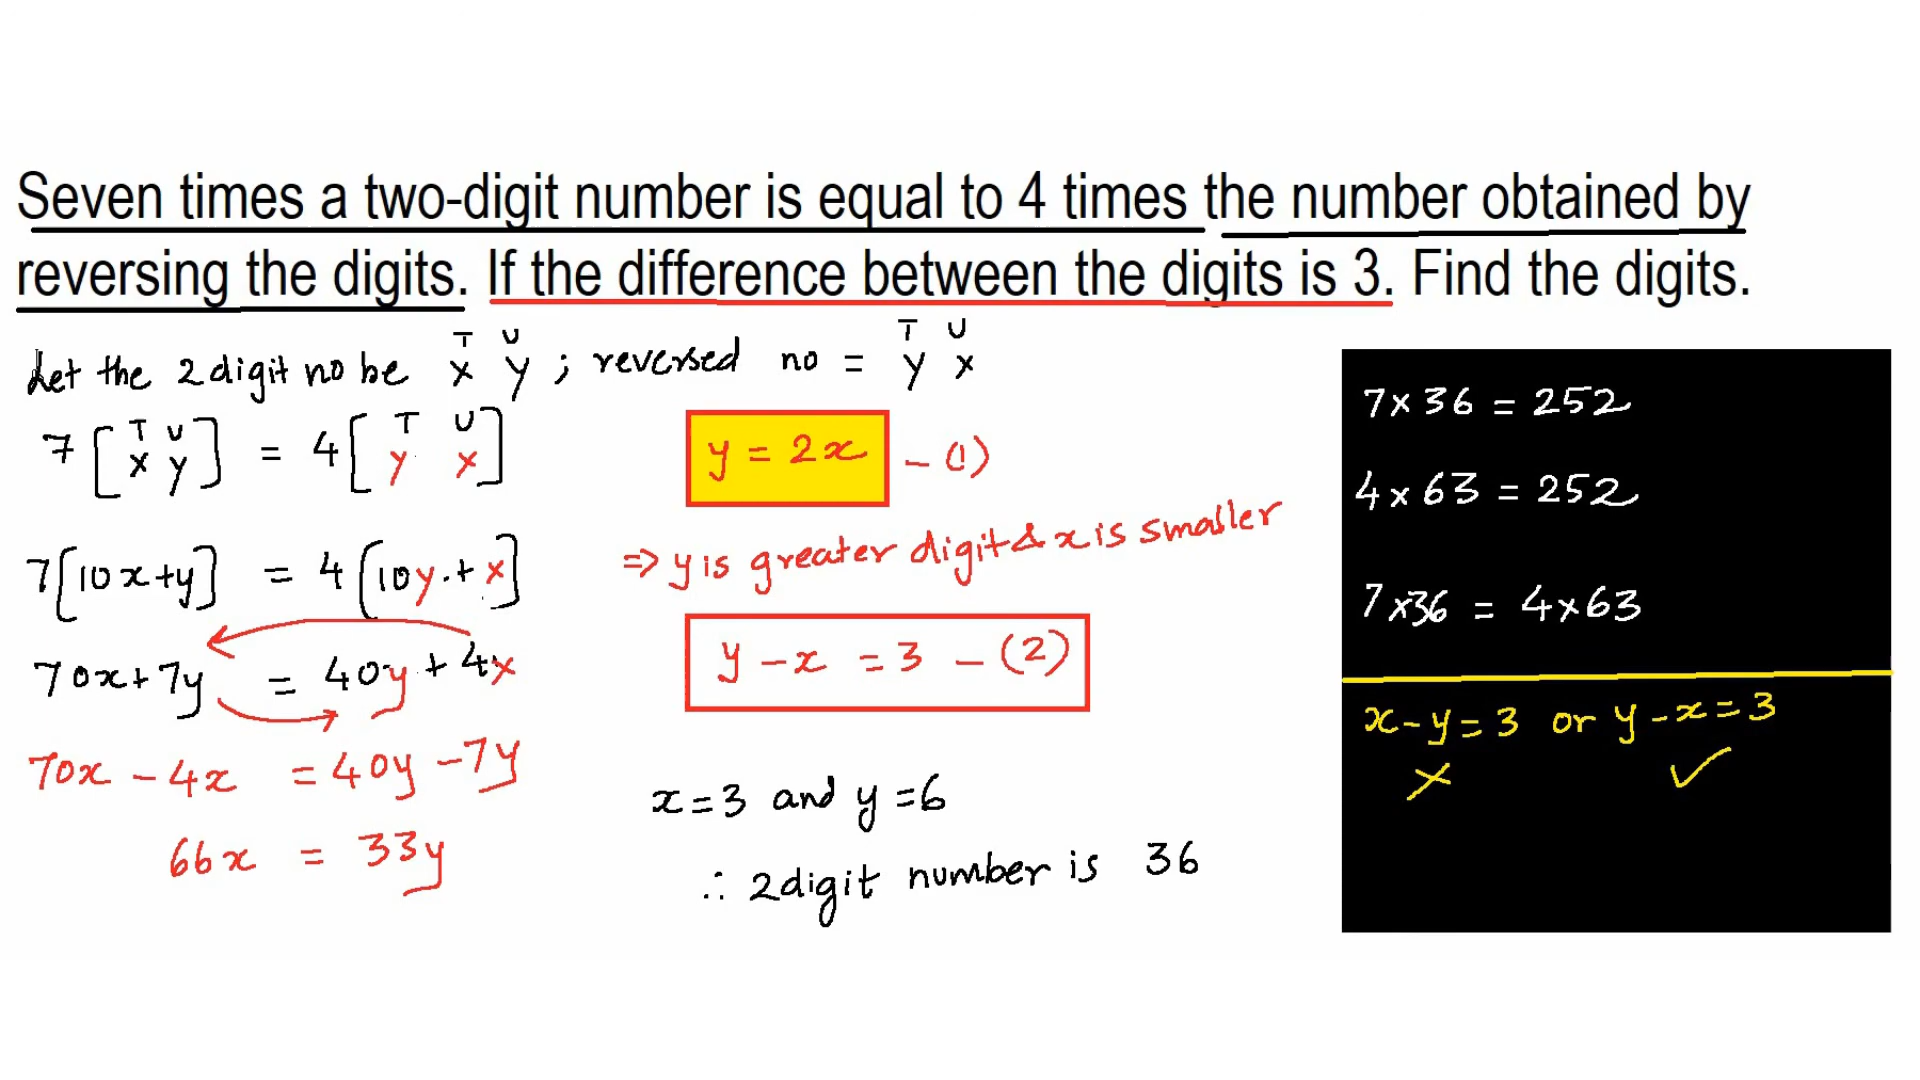 Seven times a two-digit number is equal to 4 times the number obtained by
reversing the digits. If the difference between the digits is 3. Find the digits.
T U T U
Let the 2 digit no be x y ; reversed no = y x
T U T U
7 [ x y ] = 4 [ y x ]
7[10x+y] = 4 [10y.+ x]
70x+7y = 40y + 4x
70x - 4x = 40y - 7y
66x = 33y
y = 2x - (1)
⇒ y is greater digit & x is smaller
y - x = 3 - (2)
x = 3 and y = 6
∴ 2digit number is 36
7 x 36 = 252
4 x 63 = 252
7 x 36 = 4 x 63
x - y = 3 or y - x = 3
✗ ✓